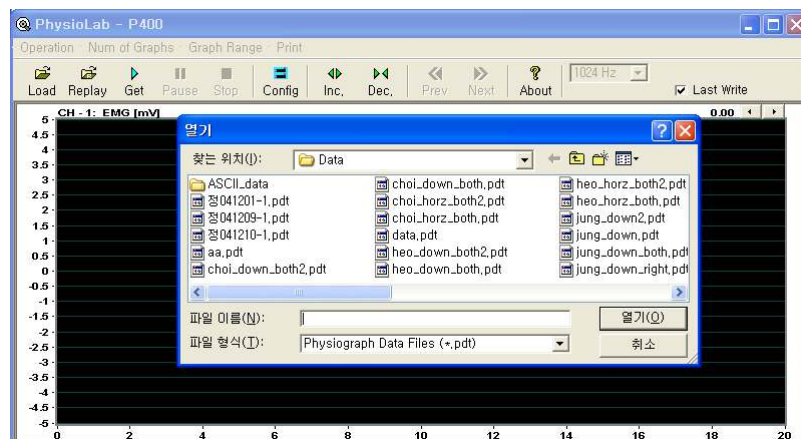 PhysioLab - P400
Operation Num of Graphs Graph Range Print
Load Replay Get Pause Stop Config Inc, Dec, Prev Next About 1024 Hz Last Write
CH - 1: EMG [mV] 0.00
열기
찾는 위치(I): Data
ASCII_data choi_down_both,pdt heo_horz_both2,pdt
정041201-1,pdt choi_horz_both2,pdt heo_horz_both,pdt
정041209-1,pdt choi_horz_both,pdt jung_down2,pdt
정041210-1,pdt data,pdt jung_down,pdt
aa,pdt heo_down_both2,pdt jung_down_both,pdt
choi_down_both2,pdt heo_down_both,pdt jung_down_right,pdt
파일 이름(N): 열기(O)
파일 형식(T): Physiograph Data Files (*,pdt) 취소
5
4.5
4
3.5
3
2.5
2
1.5
1
0.5
0
-0.5
-1
-1.5
-2
-2.5
-3
-3.5
-4
-4.5
-5
0 2 4 6 8 10 12 14 16 18 20